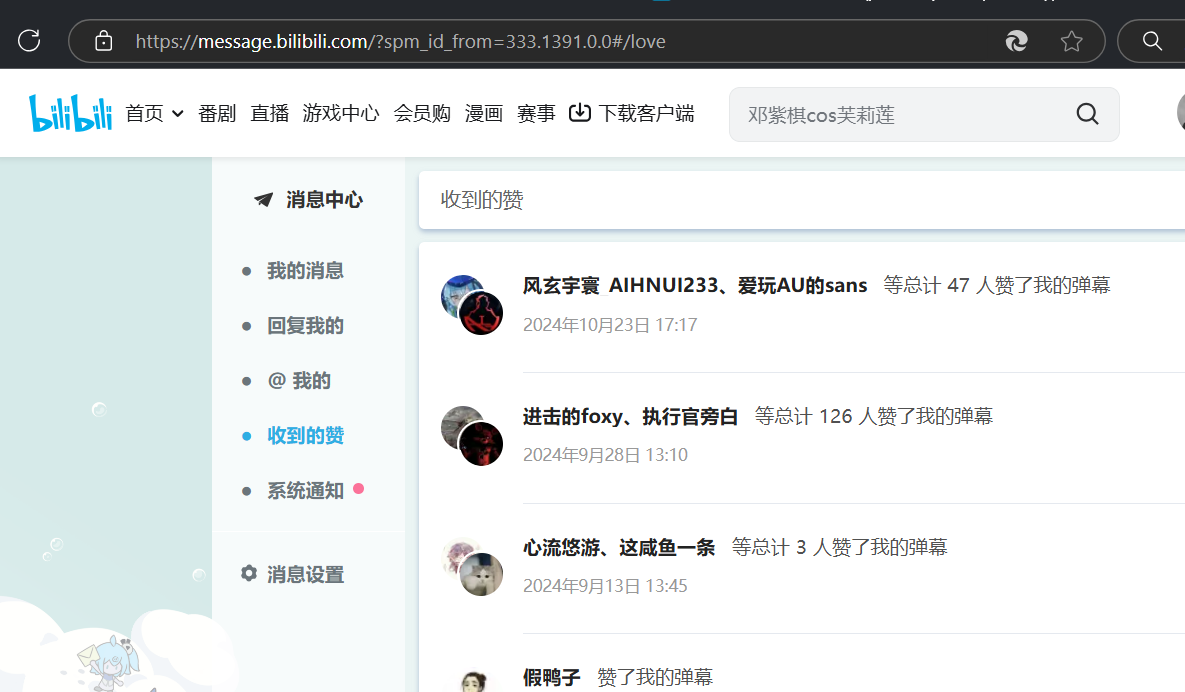 https://message.bilibili.com/?spm_id_from=333.1391.0.0#/love
bilibili 首页 番剧 直播 游戏中心 会员购 漫画 赛事 下载客户端 邓紫棋cos芙莉莲
消息中心
我的消息
回复我的
@ 我的
收到的赞
系统通知
消息设置
收到的赞
风玄宇寰_AIHNUI233、爱玩AU的sans 等总计 47 人赞了我的弹幕
2024年10月23日 17:17
进击的foxy、执行官旁白 等总计 126 人赞了我的弹幕
2024年9月28日 13:10
心流悠游、这咸鱼一条 等总计 3 人赞了我的弹幕
2024年9月13日 13:45
假鸭子 赞了我的弹幕